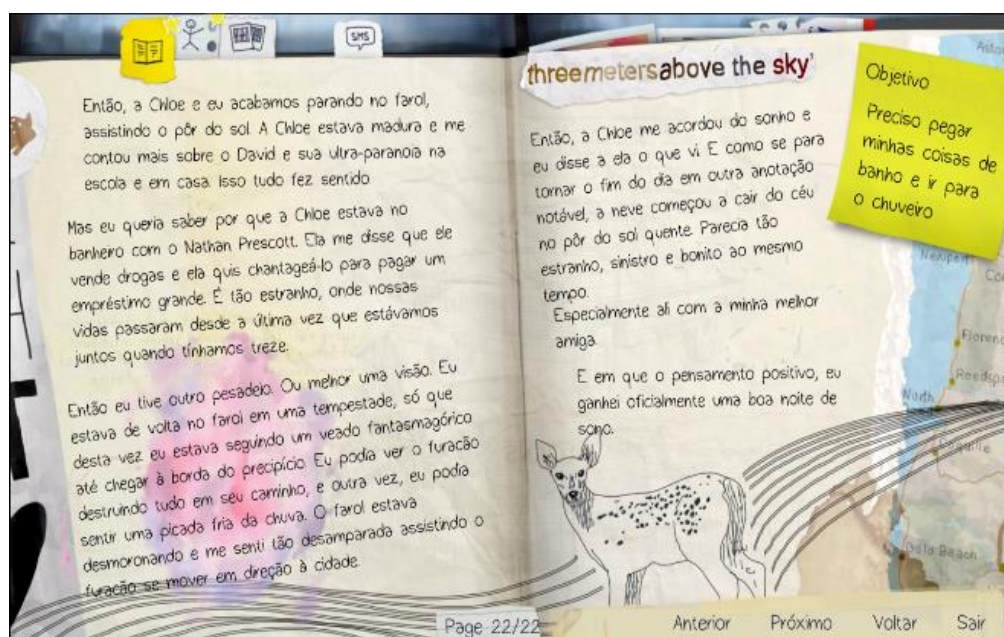 SMS
Então, a Chloe e eu acabamos parando no farol,
assistindo o pôr do sol. A Chloe estava madura e me
contou mais sobre o David e sua ultra-paranoia na
escola e em casa. Isso tudo fez sentido
Mas eu queria saber por que a Chloe estava no
banheiro com o Nathan Prescott. Ela me disse que ele
vende drogas e ela quis chantageá-lo para pagar um
empréstimo grande. É tão estranho, onde nossas
vidas passaram desde a última vez que estávamos
juntos quando tínhamos treze.
Então eu tive outro pesadelo. Ou melhor uma visão. Eu
estava de volta no farol em uma tempestade, só que
desta vez eu estava seguindo um veado fantasmagórico
até chegar à borda do precipício. Eu podia ver o furacão
destruindo tudo em seu caminho, e outra vez, eu podia
sentir uma picada fria da chuva. O farol estava
desmoronando e me senti tão desamparada assistindo o
furacão se mover em direção à cidade.
threemetersabove the sky
Então, a Chloe me acordou do sonho e
eu disse a ela o que vi. E como se para
tornar o fim do dia em outra anotação
notável, a neve começou a cair do céu
no pôr do sol quente. Parecia tão
estranho, sinistro e bonito ao mesmo
tempo.
Especialmente ali com a minha melhor
amiga.
E em que o pensamento positivo, eu
ganhei oficialmente uma boa noite de
sono.
Objetivo
Preciso pegar
minhas coisas de
banho e ir para
o chuveiro
Newport
Reedsp
North
Coquille
Gold Beach
Page 22/22
Anterior Próximo Voltar Sair